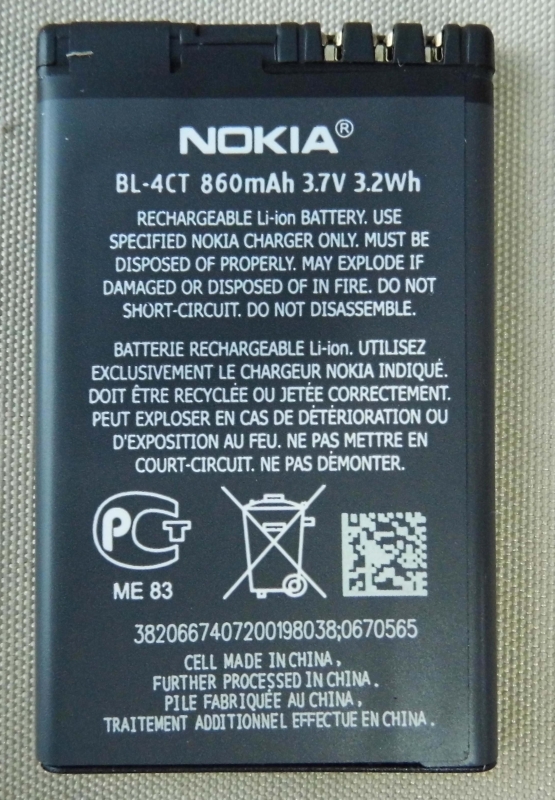 NOKIA®
BL-4CT 860mAh 3.7V 3.2Wh
RECHARGEABLE Li-ion BATTERY. USE
SPECIFIED NOKIA CHARGER ONLY. MUST BE
DISPOSED OF PROPERLY. MAY EXPLODE IF
DAMAGED OR DISPOSED OF IN FIRE. DO NOT
SHORT-CIRCUIT. DO NOT DISASSEMBLE.
BATTERIE RECHARGEABLE Li-ion. UTILISEZ
EXCLUSIVEMENT LE CHARGEUR NOKIA INDIQUÉ.
DOIT ÊTRE RECYCLÉE OU JETÉE CORRECTEMENT.
PEUT EXPLOSER EN CAS DE DÉTÉRIORATION OU
D'EXPOSITION AU FEU. NE PAS METTRE EN
COURT-CIRCUIT. NE PAS DÉMONTER.
PCT
ME 83
3820667407200198038;0670565
CELL MADE IN CHINA,
FURTHER PROCESSED IN CHINA.
PILE FABRIQUÉE AU CHINA,
TRAITEMENT ADDITIONNEL EFFECTUE EN CHINA.